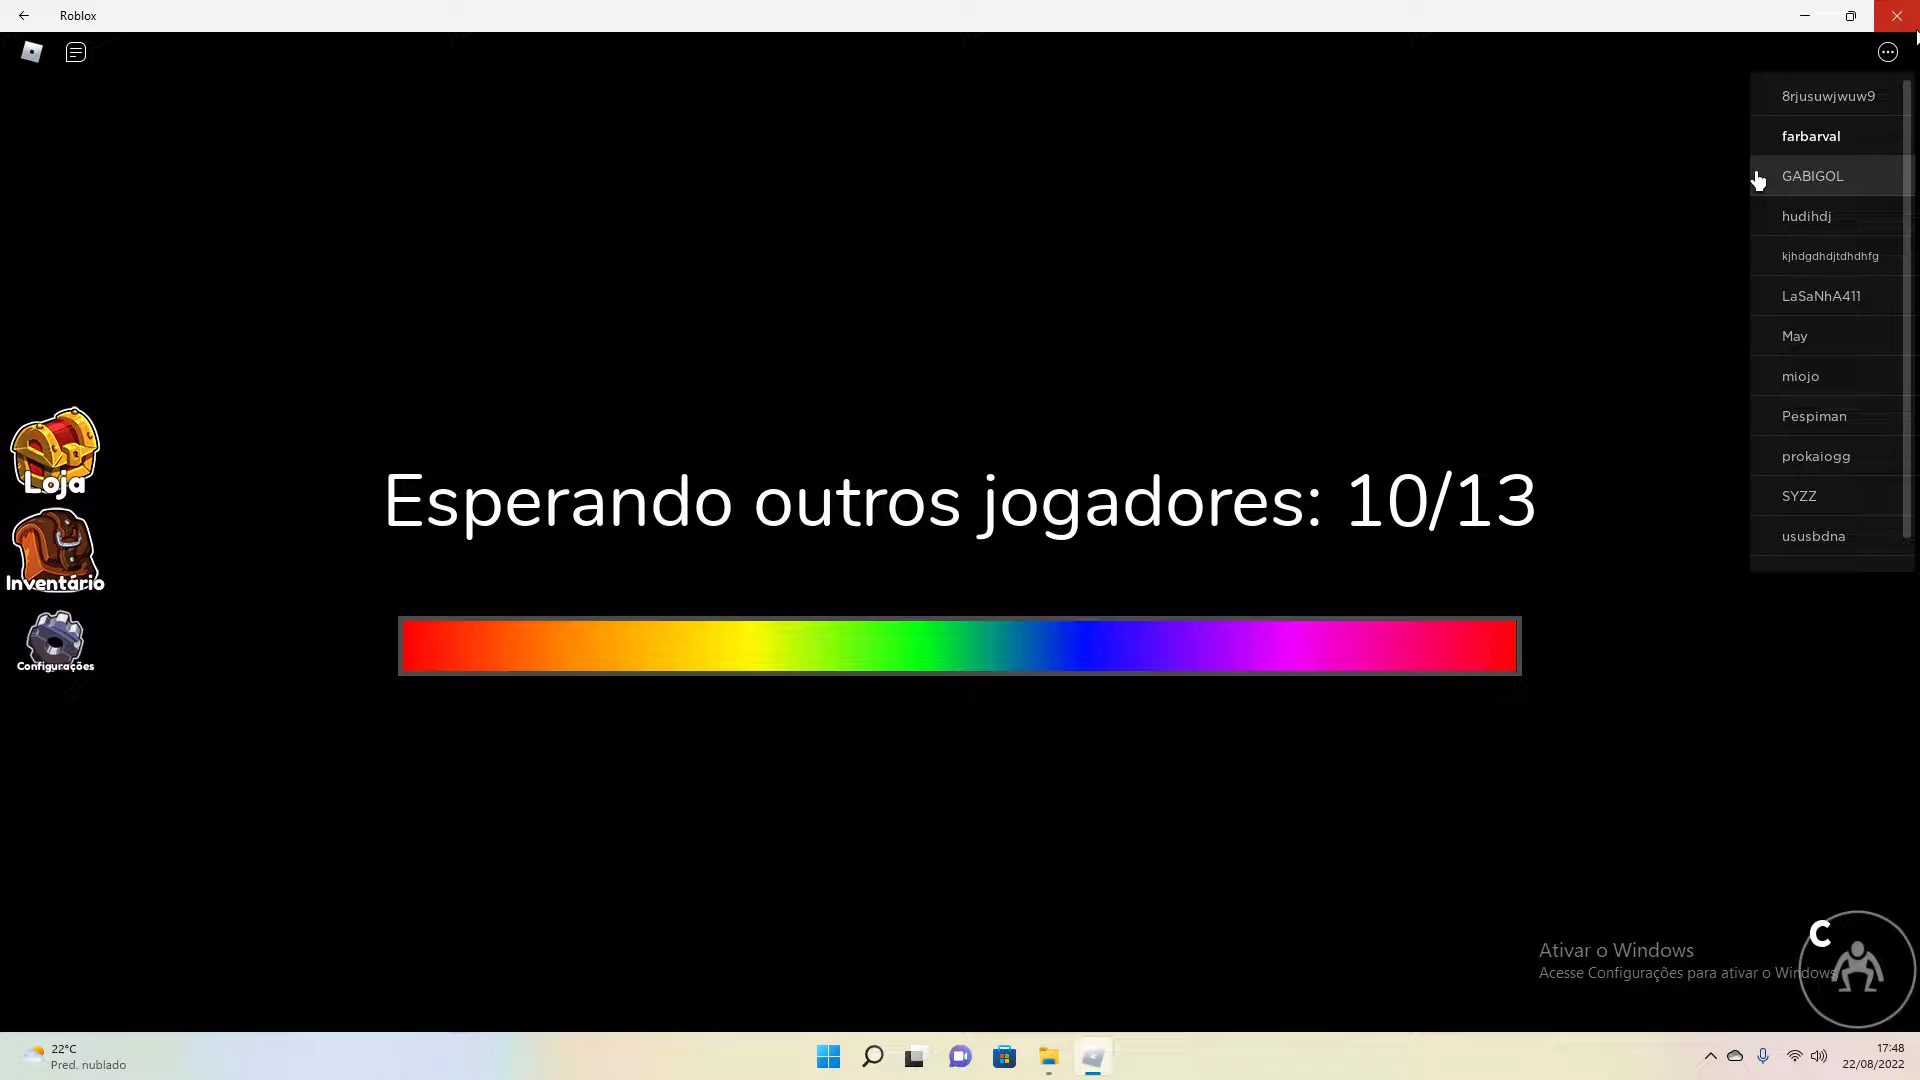 Roblox
8rjusuwjwuw9
farbarval
GABIGOL
hudihdj
kjhdgdhdjtdhdhfg
LaSaNhA411
May
miojo
Pespiman
prokaiogg
SYZZ
ususbdna
Loja
Inventário
Configurações
Esperando outros jogadores: 10/13
C
Ativar o Windows
Acesse Configurações para ativar o Windows
22°C
Pred. nublado
17:48
22/08/2022